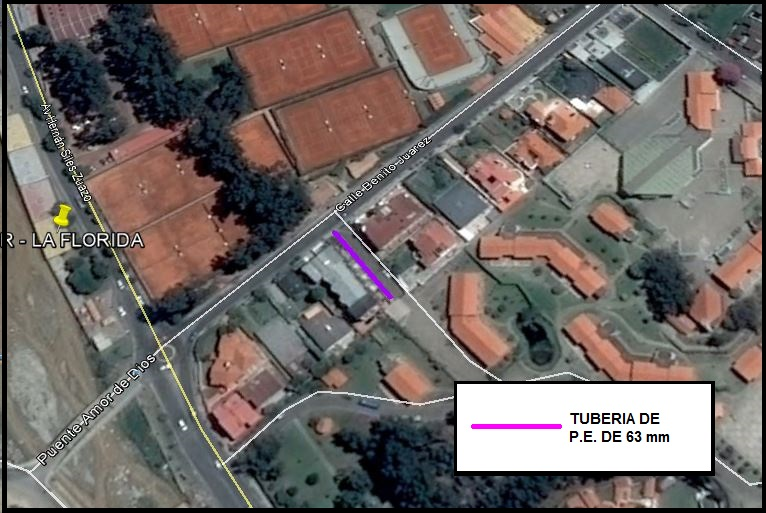 Av Hernán Siles Zuazo
Calle Benito Juarez
R - LA FLORIDA
Puente Amor de Dios
TUBERIA DE
P.E. DE 63 mm